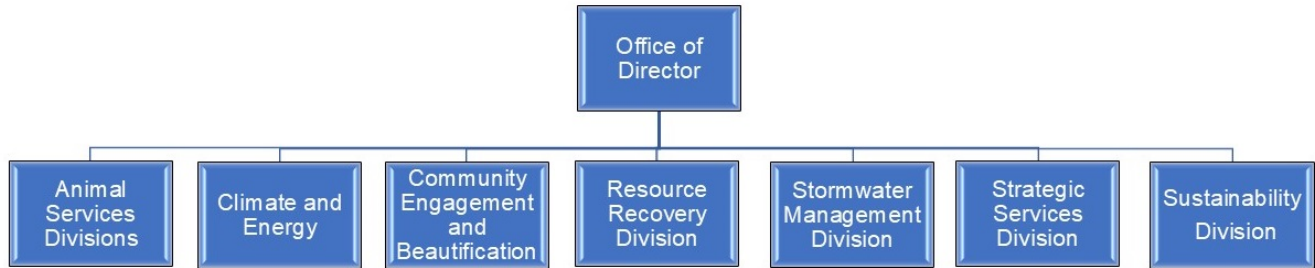 Office of
Director
Animal
Services
Divisions
Climate and
Energy
Community
Engagement
and
Beautification
Resource
Recovery
Division
Stormwater
Management
Division
Strategic
Services
Division
Sustainability
Division